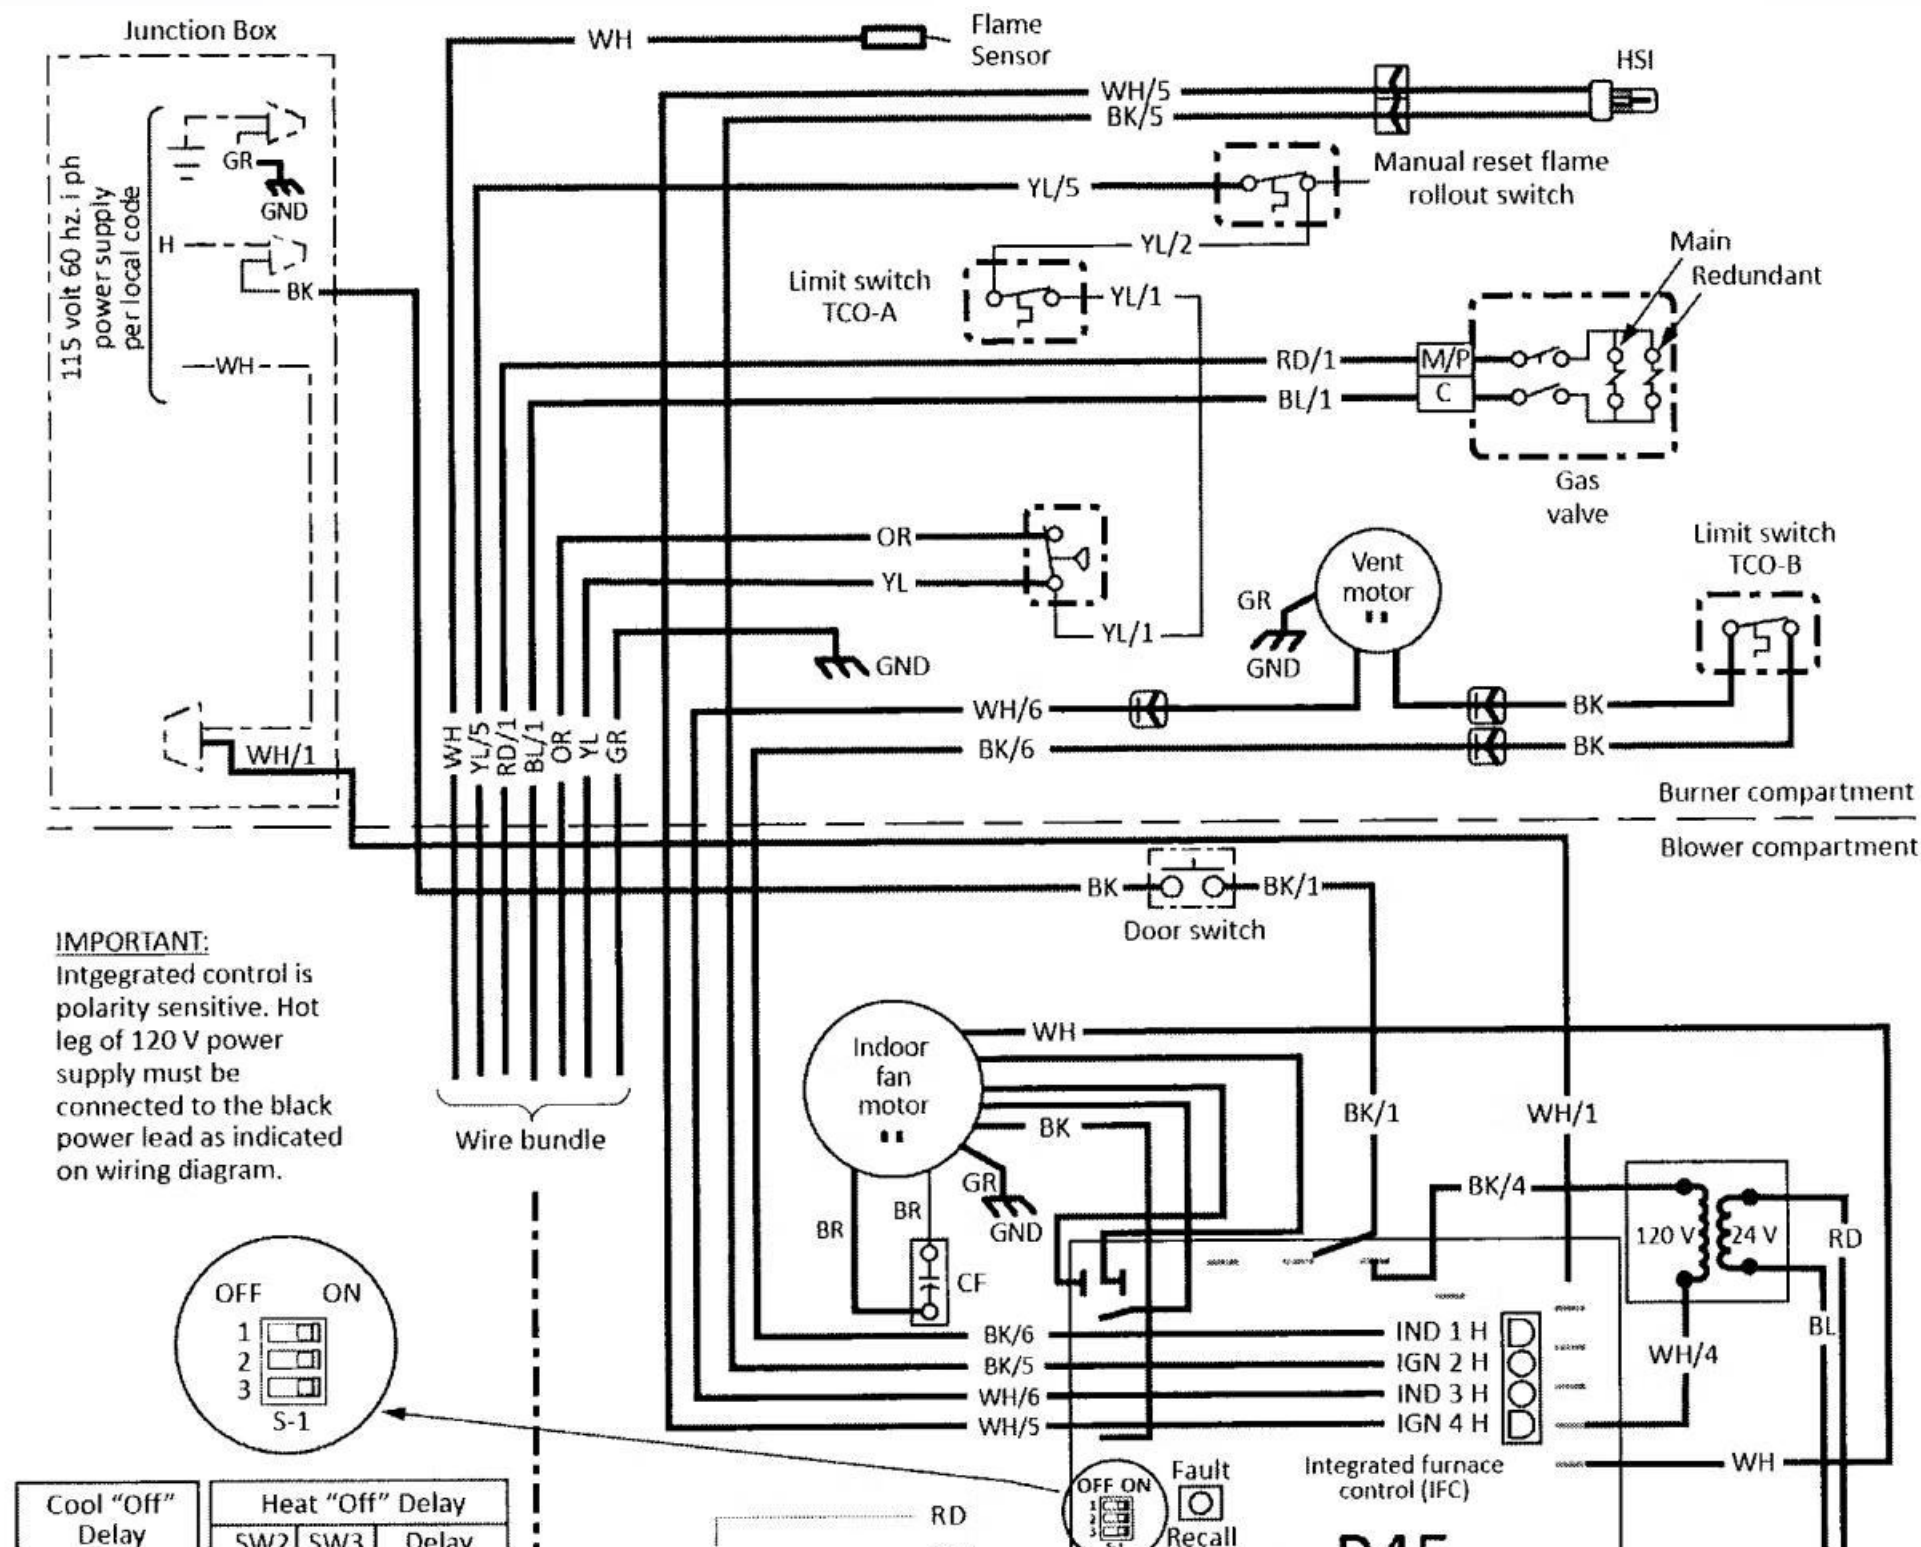 Junction Box
115 volt 60 hz. i ph
power supply
per local code
GR
GND
H
BK
WH
WH/1
WH
Flame
Sensor
WH/5
BK/5
HSI
YL/5
Manual reset flame
rollout switch
YL/2
Limit switch
TCO-A
YL/1
Main
Redundant
RD/1
M/P
BL/1
C
Gas
valve
OR
YL
YL/1
GND
Vent
motor
GR
GND
Limit switch
TCO-B
WH/6
BK
BK/6
BK
WH
YL/5
RD/1
BL/1
OR
YL
GR
Burner compartment
Blower compartment
BK
BK/1
Door switch
IMPORTANT:
Intgegrated control is
polarity sensitive. Hot
leg of 120 V power
supply must be
connected to the black
power lead as indicated
on wiring diagram.
Wire bundle
Indoor
fan
motor
WH
BK
GR
GND
BR
BR
CF
BK/1
WH/1
BK/4
120 V
24 V
RD
BL
WH/4
OFF ON
1
2
3
S-1
BK/6
IND 1 H
BK/5
IGN 2 H
WH/6
IND 3 H
WH/5
IGN 4 H
Integrated furnace
control (IFC)
WH
OFF ON
1
2
3
Fault
Recall
RD
Cool "Off"
Delay
Heat "Off" Delay
SW2 SW3 Delay